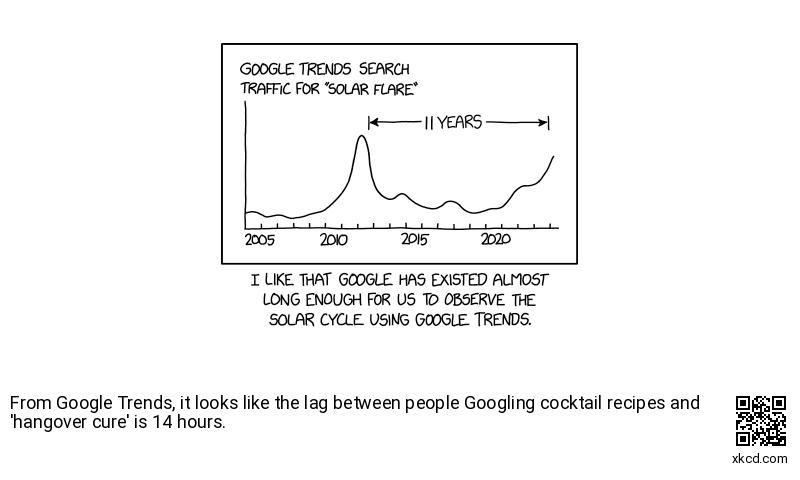 GOOGLE TRENDS SEARCH
TRAFFIC FOR "SOLAR FLARE"
11 YEARS
2005 2010 2015 2020
I LIKE THAT GOOGLE HAS EXISTED ALMOST
LONG ENOUGH FOR US TO OBSERVE THE
SOLAR CYCLE USING GOOGLE TRENDS.
From Google Trends, it looks like the lag between people Googling cocktail recipes and
'hangover cure' is 14 hours.
xkcd.com